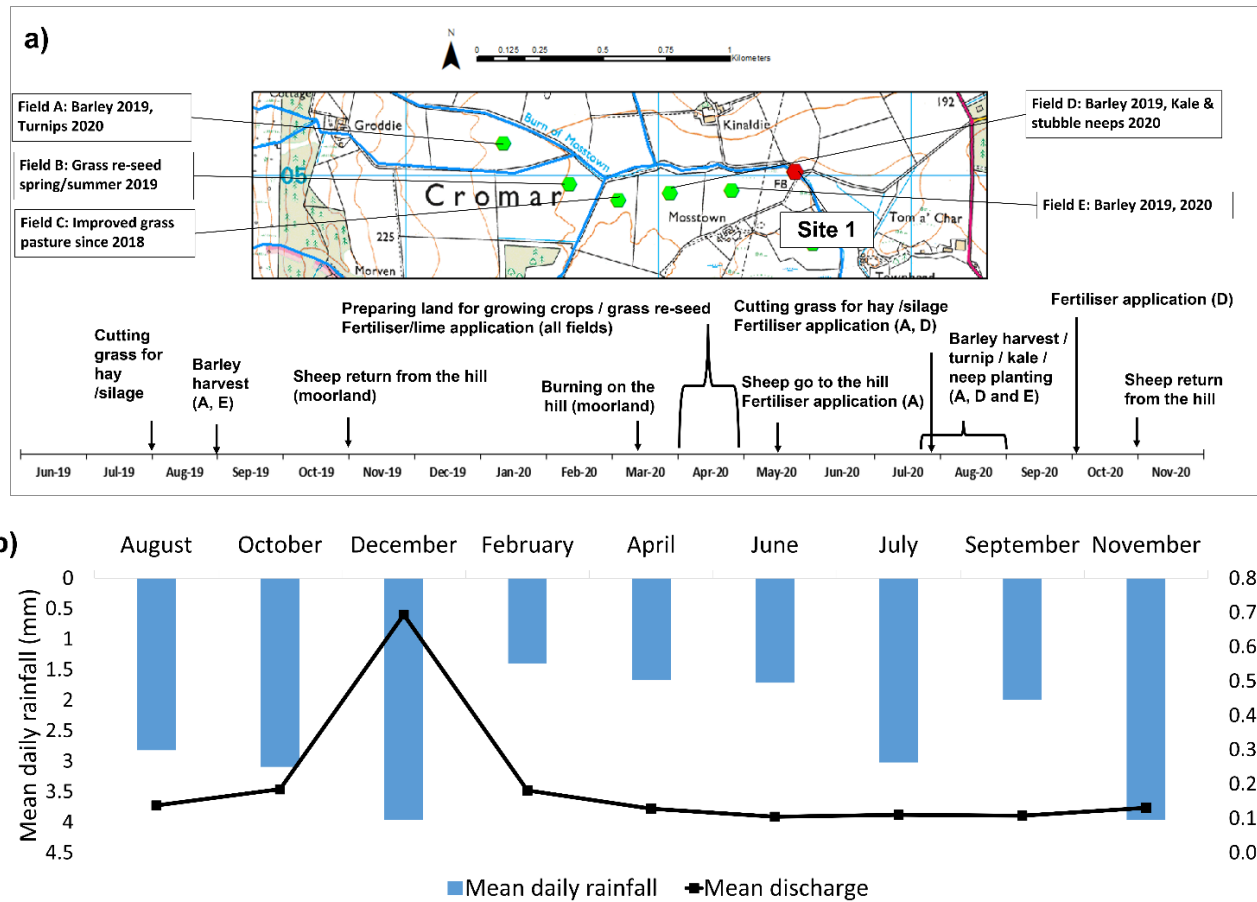 a)
N
0 0.125 0.25 0.5 0.75 1
Kilometers
Field A: Barley 2019,
Turnips 2020
Field B: Grass re-seed
spring/summer 2019
Field C: Improved grass
pasture since 2018
Field D: Barley 2019, Kale &
stubble neeps 2020
Field E: Barley 2019, 2020
Cottage
Groddie
Burn of Mosstown
Kinaldie
192
05
Cromar
FB
Mosstown
Site 1
Tom a' Char
225
Morven
Townhead
Cutting
grass for
hay
/silage
Barley
harvest
(A, E)
Sheep return from the hill
(moorland)
Preparing land for growing crops / grass re-seed
Fertiliser/lime application (all fields)
Burning on
the hill (moorland)
Cutting grass for hay /silage
Fertiliser application (A, D)
Sheep go to the hill
Fertiliser application (A)
Barley harvest /
turnip / kale /
neep planting
(A, D and E)
Fertiliser application (D)
Sheep return
from the hill
Jun-19 Jul-19 Aug-19 Sep-19 Oct-19 Nov-19 Dec-19 Jan-20 Feb-20 Mar-20 Apr-20 May-20 Jun-20 Jul-20 Aug-20 Sep-20 Oct-20 Nov-20
b)
August October December February April June July September November
Mean daily rainfall (mm)
0
0.5
1
1.5
2
2.5
3
3.5
4
4.5
0.8
0.7
0.6
0.5
0.4
0.3
0.2
0.1
0.0
Mean daily rainfall Mean discharge